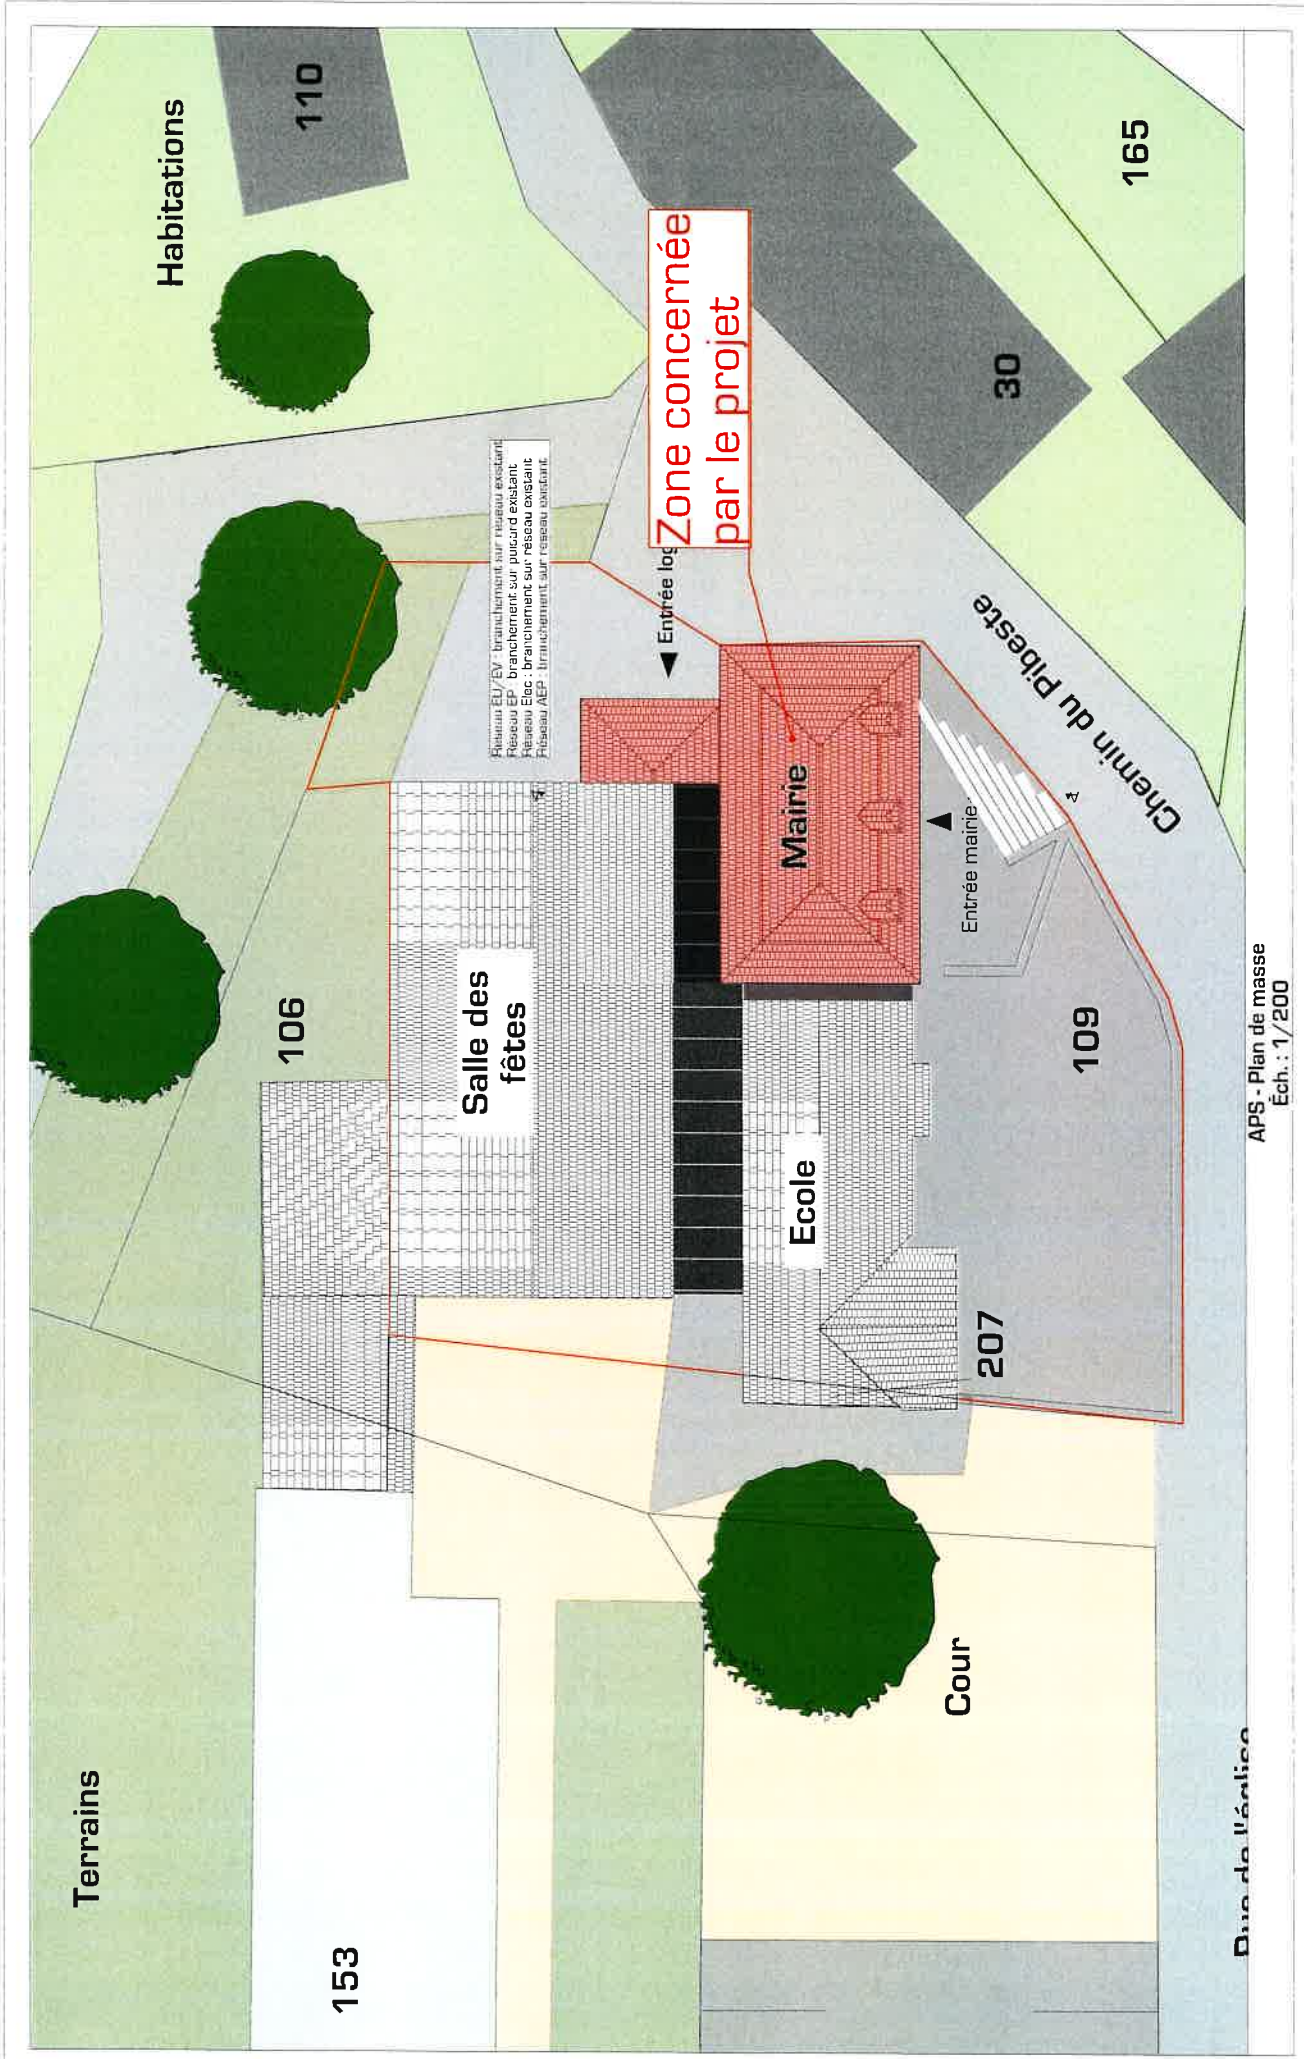 Terrains
153
106
Habitations
110
Réseau EU/EV : branchement sur réseau existant
Réseau EP : branchement sur puisard existant
Réseau Elec : branchement sur réseau existant
Réseau AEP : branchement sur réseau existant
Salle des
fêtes
Entrée log
Zone concernée
par le projet
Mairie
Ecole
Entrée mairie
Cour
207
109
30
165
Chemin du Pibeste
Rue de l'église
APS - Plan de masse
Éch. : 1/200